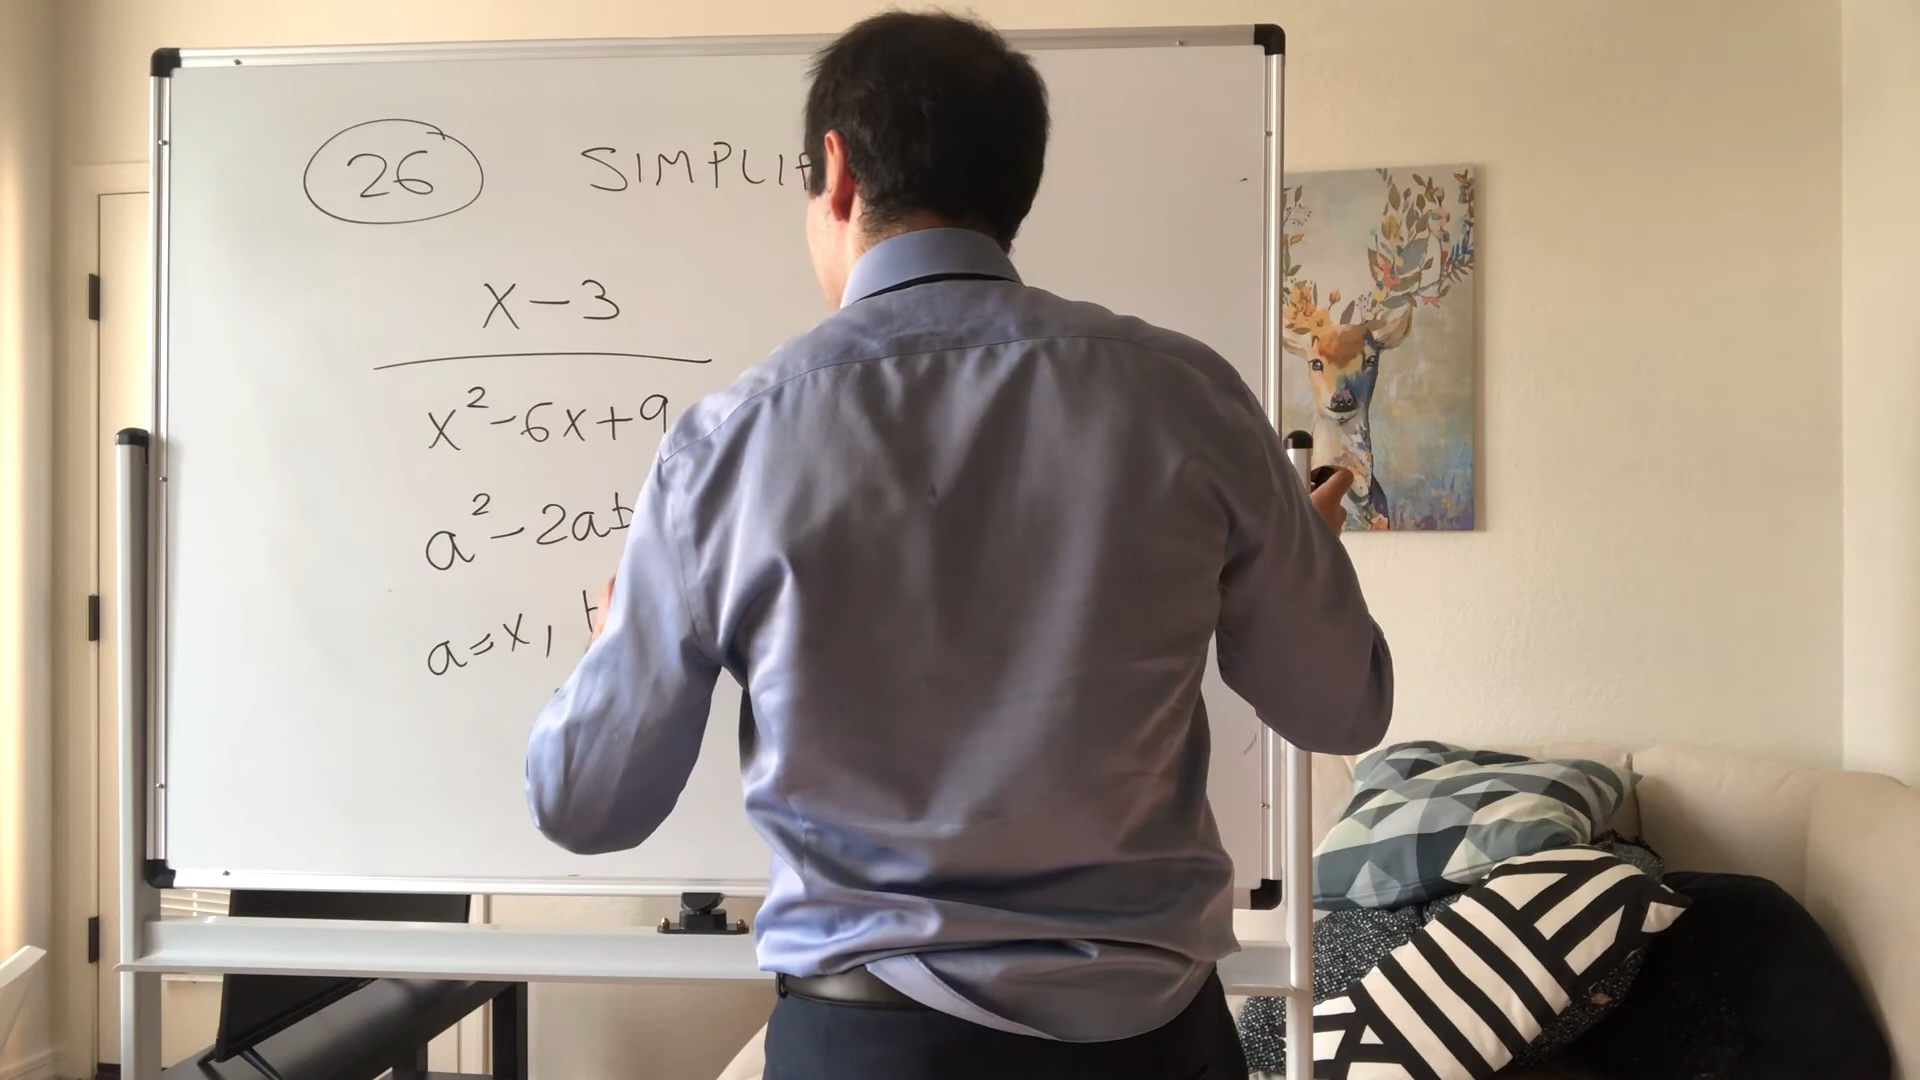 26 SIMPLIF
x-3
x²-6x+9
a²-2ab
a=x,